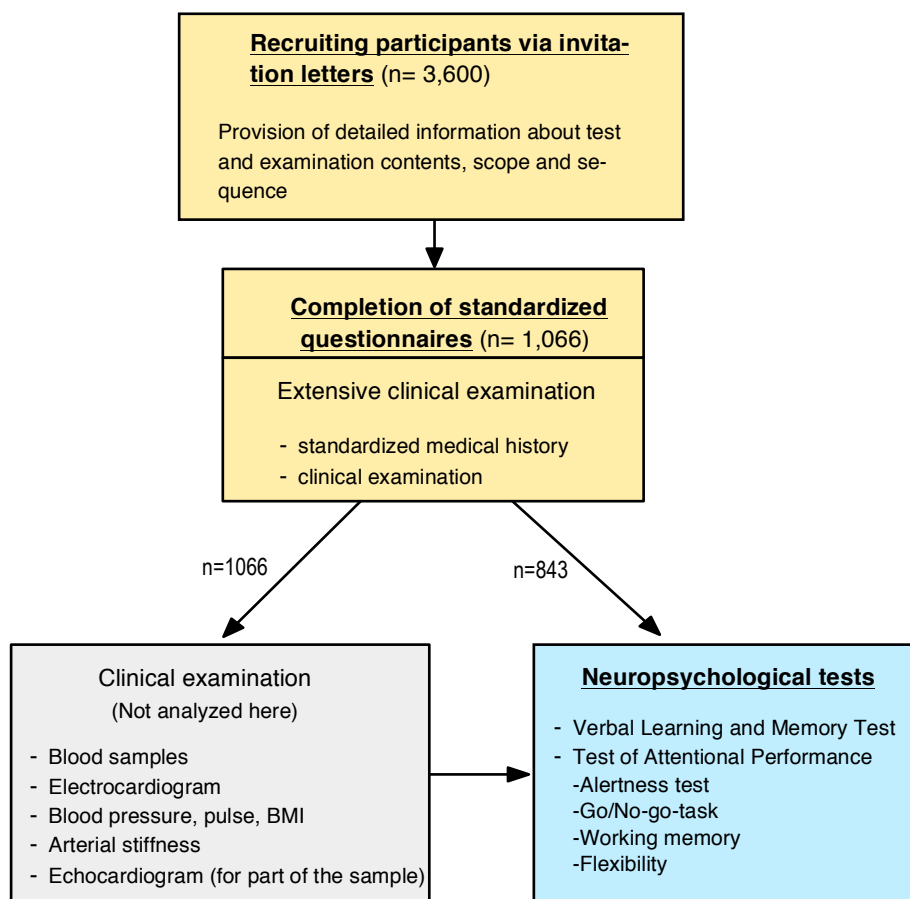 Recruiting participants via invita-
tion letters (n= 3,600)
Provision of detailed information about test
and examination contents, scope and se-
quence
Completion of standardized
questionnaires (n= 1,066)
Extensive clinical examination
- standardized medical history
- clinical examination
n=1066
n=843
Clinical examination
(Not analyzed here)
- Blood samples
- Electrocardiogram
- Blood pressure, pulse, BMI
- Arterial stiffness
- Echocardiogram (for part of the sample)
Neuropsychological tests
- Verbal Learning and Memory Test
- Test of Attentional Performance
-Alertness test
-Go/No-go-task
-Working memory
-Flexibility